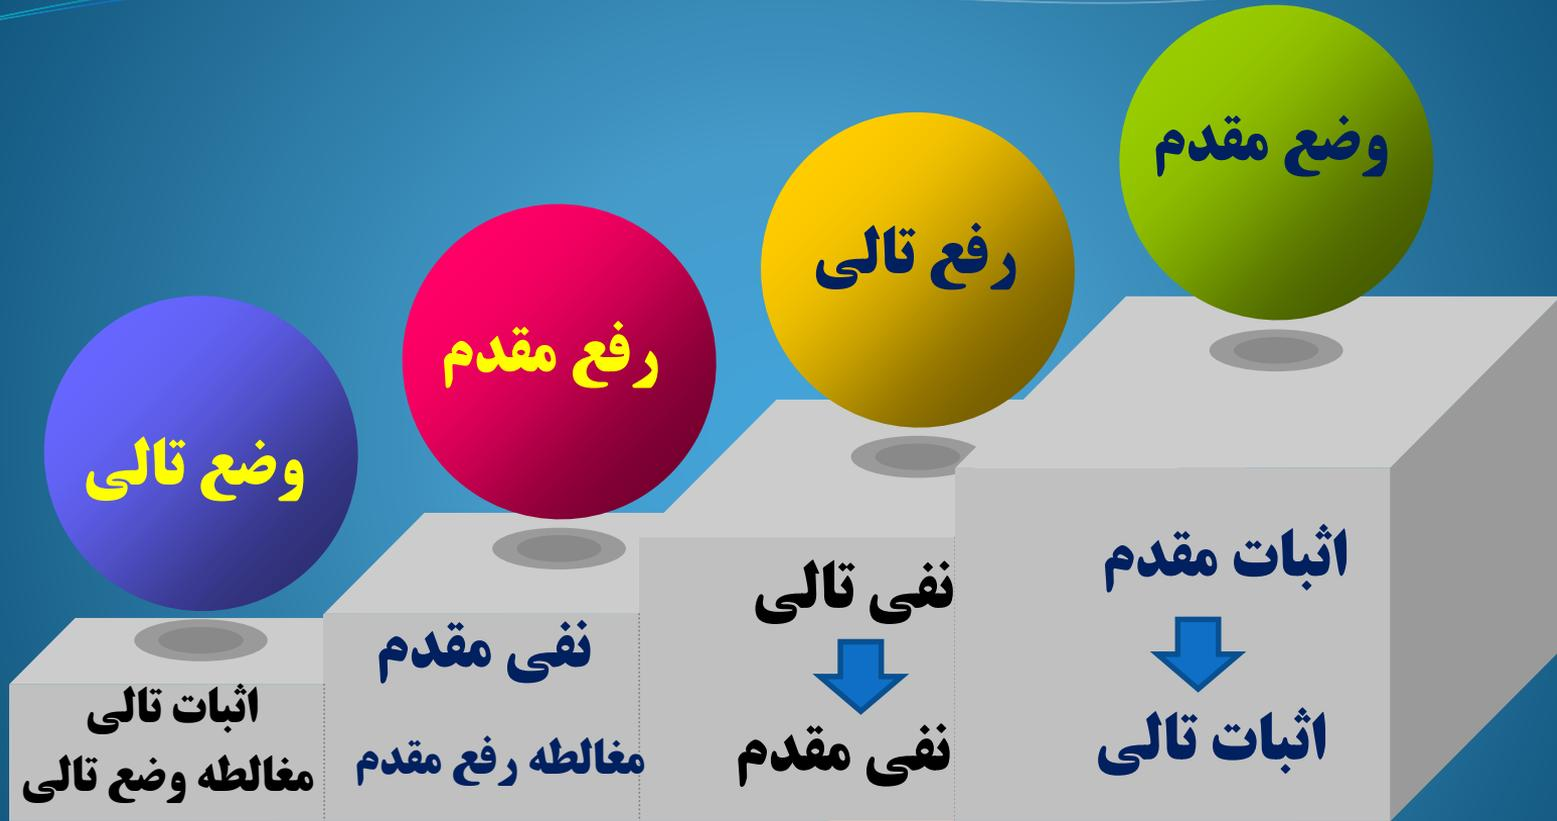 وضع مقدم
اثبات مقدم
اثبات تالی
رفع تالی
نفی تالی
نفی مقدم
رفع مقدم
نفی مقدم
مغالطه رفع مقدم
وضع تالی
اثبات تالی
مغالطه وضع تالی